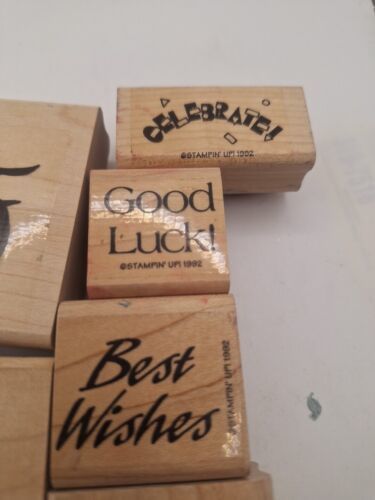 CELEBRATE!
©STAMPIN' UP! 1992
Good
Luck!
©STAMPIN' UP! 1992
Best
Wishes
©STAMPIN' UP! 1992